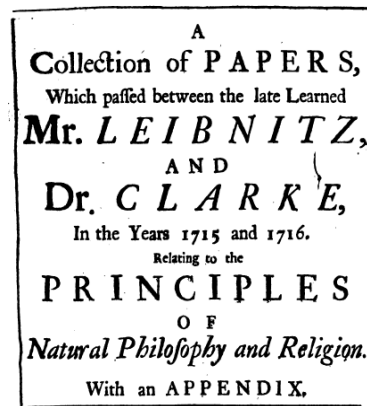 A
Collection of PAPERS,
Which paſſed between the late Learned
Mr. LEIBNITZ,
AND
Dr. CLARKE,
In the Years 1715 and 1716.
Relating to the
PRINCIPLES
OF
Natural Philoſophy and Religion.
With an APPENDIX.